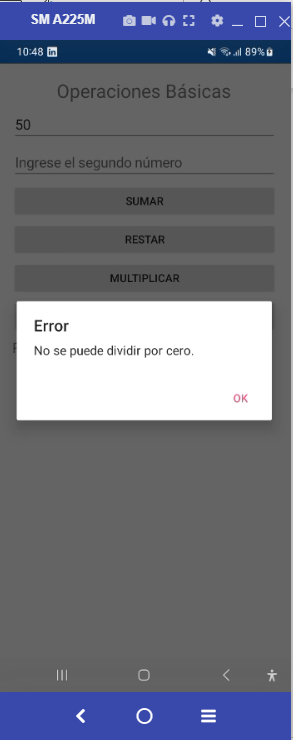 SM A225M
10:48 in 89%
Operaciones Básicas
50
Ingrese el segundo número
SUMAR
RESTAR
MULTIPLICAR
Error
No se puede dividir por cero.
OK